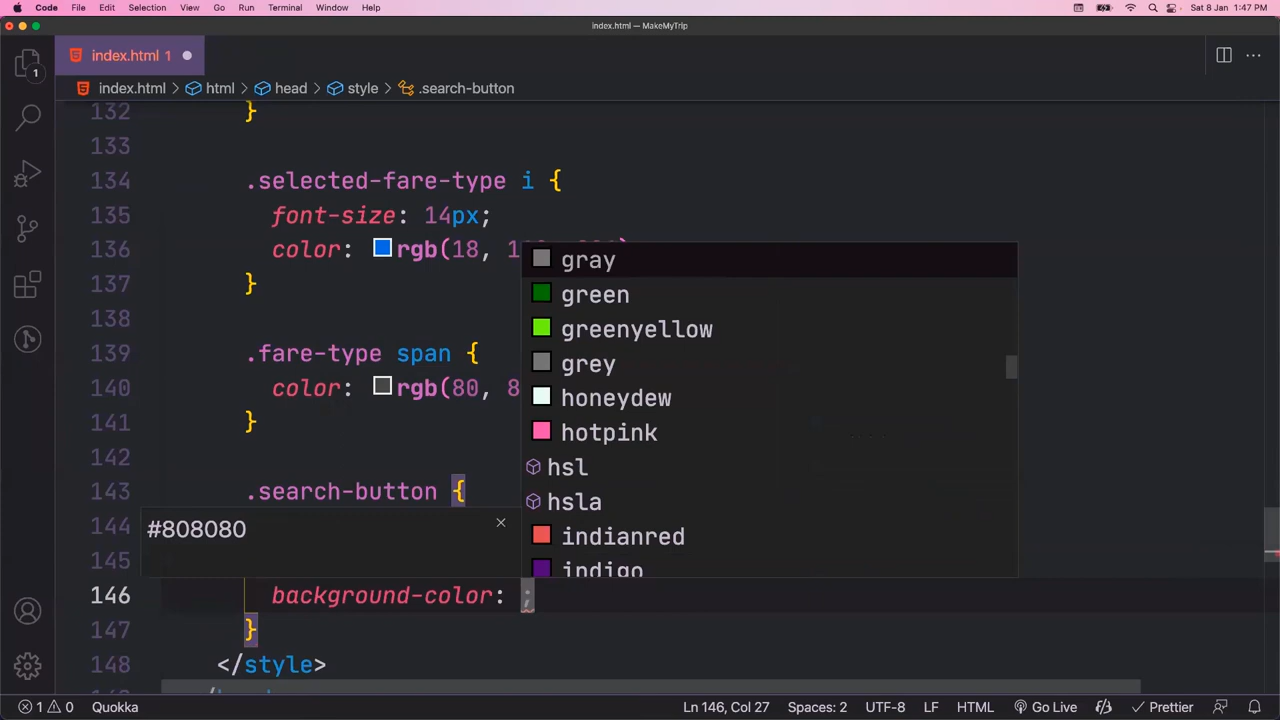 Code File Edit Selection View Go Run Terminal Window Help Sat 8 Jan 1:47 PM
index.html — MakeMyTrip
index.html 1
index.html > html > head > style > .search-button
132 }
133
134 .selected-fare-type i {
135 font-size: 14px;
136 color: rgb(18, 1
137 }
138
139 .fare-type span {
140 color: rgb(80, 8
141 }
142
143 .search-button {
144
145
146 background-color: ;
147 }
148 </style>
gray
green
greenyellow
grey
honeydew
hotpink
hsl
hsla
indianred
indigo
#808080
1 0 Quokka Ln 146, Col 27 Spaces: 2 UTF-8 LF HTML Go Live Prettier
1